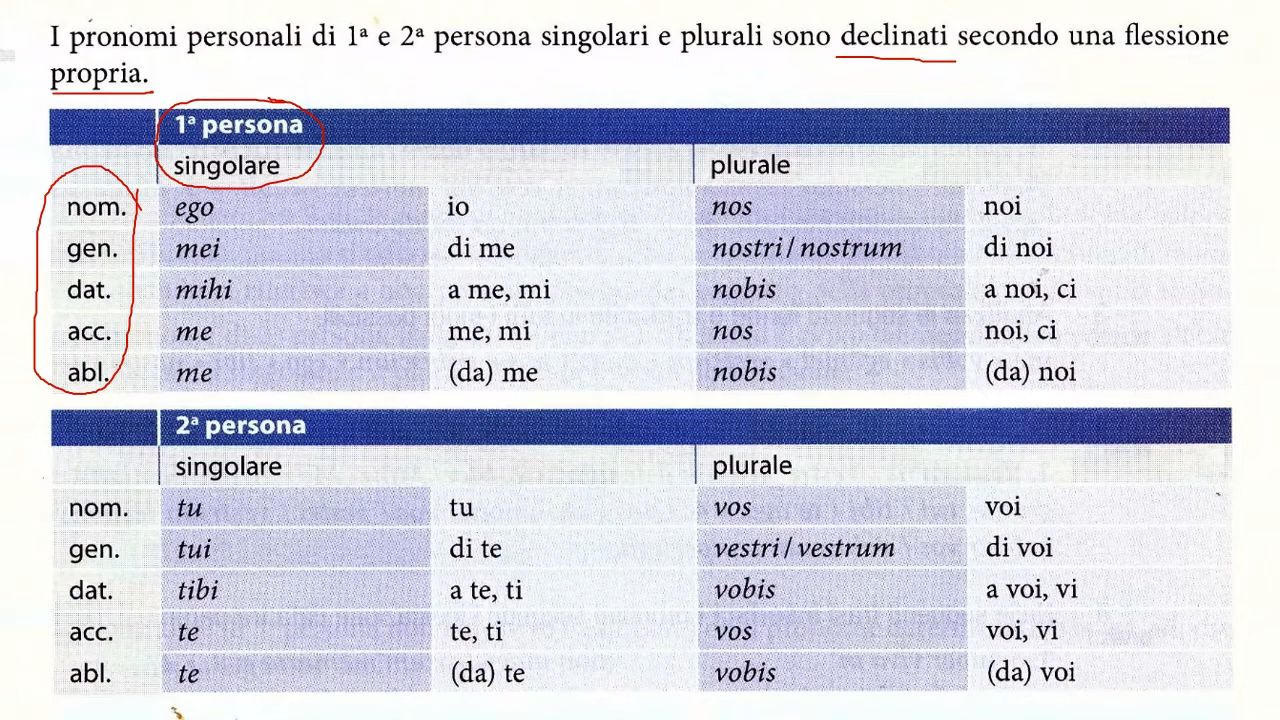 I pronomi personali di 1ª e 2ª persona singolari e plurali sono declinati secondo una flessione
propria.
1ª persona
singolare plurale
nom. ego io nos noi
gen. mei di me nostri / nostrum di noi
dat. mihi a me, mi nobis a noi, ci
acc. me me, mi nos noi, ci
abl. me (da) me nobis (da) noi
2ª persona
singolare plurale
nom. tu tu vos voi
gen. tui di te vestri / vestrum di voi
dat. tibi a te, ti vobis a voi, vi
acc. te te, ti vos voi, vi
abl. te (da) te vobis (da) voi